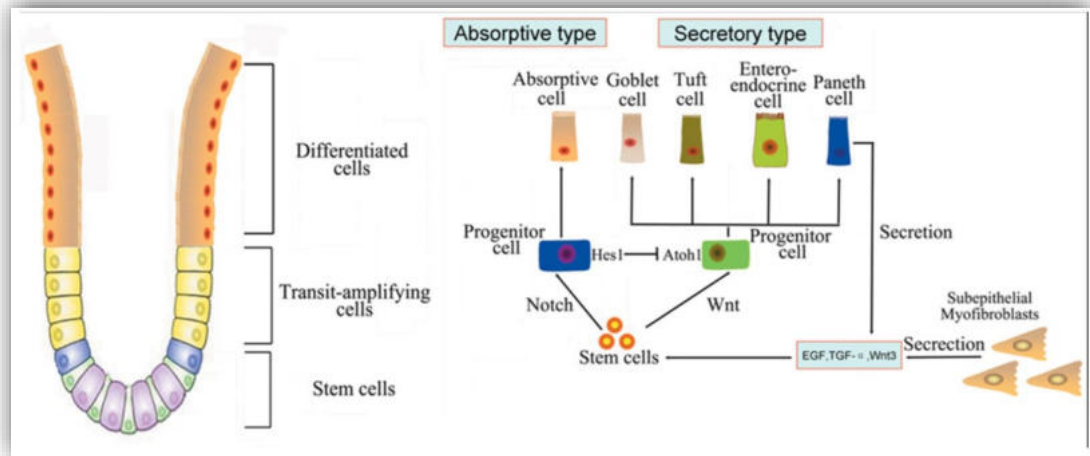 Absorptive type
Secretory type
Absorptive
cell
Goblet
cell
Tuft
cell
Entero-
endocrine
cell
Paneth
cell
Differentiated
cells
Transit-amplifying
cells
Stem cells
Progenitor
cell
Hes1
Atoh1
Progenitor
cell
Secretion
Notch
Wnt
Stem cells
EGF,TGF-α,Wnt3
Secrection
Subepithelial
Myofibroblasts